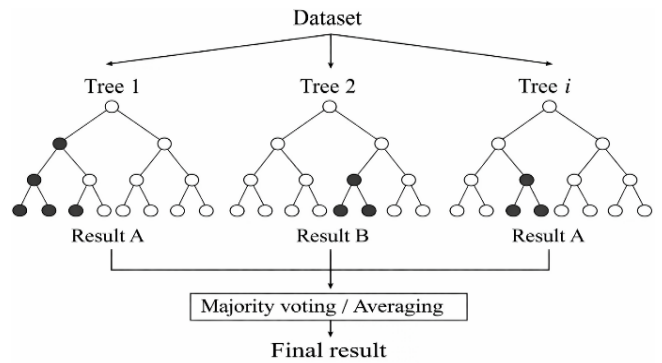 Dataset
Tree 1 Tree 2 Tree i
Result A Result B Result A
Majority voting / Averaging
Final result